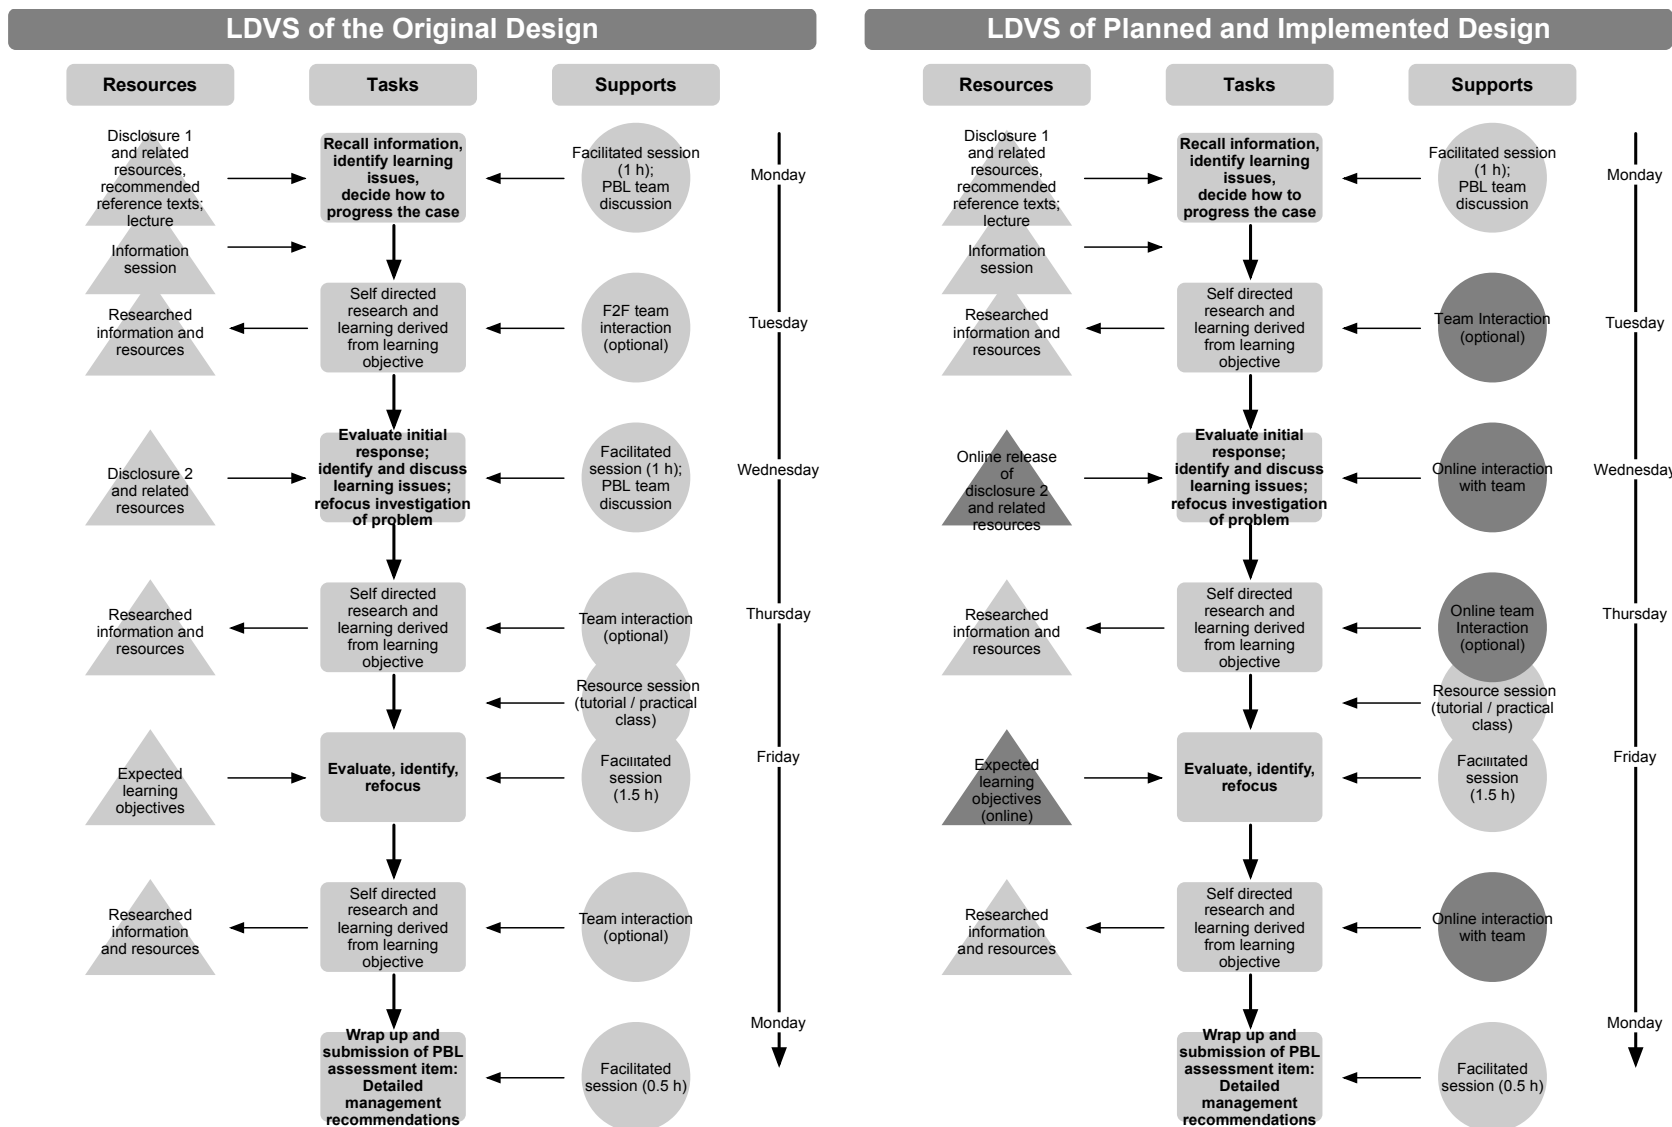 LDVS of the Original Design
Resources
Tasks
Supports
Disclosure 1
and related
resources,
recommended
reference texts;
lecture
Recall information,
identify learning
issues,
decide how to
progress the case
Facilitated session
(1 h);
PBL team
discussion
Monday
Information
session
Researched
information and
resources
Self directed
research and
learning derived
from learning
objective
F2F team
interaction
(optional)
Tuesday
Disclosure 2
and related
resources
Evaluate initial
response;
identify and discuss
learning issues;
refocus investigation
of problem
Facilitated
session (1 h);
PBL team
discussion
Wednesday
Researched
information and
resources
Self directed
research and
learning derived
from learning
objective
Team interaction
(optional)
Thursday
Resource session
(tutorial / practical
class)
Expected
learning
objectives
Evaluate, identify,
refocus
Facilitated
session
(1.5 h)
Friday
Researched
information
and resources
Self directed
research and
learning derived
from learning
objective
Team interaction
(optional)
Wrap up and
submission of PBL
assessment item:
Detailed
management
recommendations
Facilitated
session (0.5 h)
Monday
LDVS of Planned and Implemented Design
Resources
Tasks
Supports
Disclosure 1
and related
resources,
recommended
reference texts;
lecture
Recall information,
identify learning
issues,
decide how to
progress the case
Facilitated session
(1 h);
PBL team
discussion
Monday
Information
session
Researched
information and
resources
Self directed
research and
learning derived
from learning
objective
Team Interaction
(optional)
Tuesday
Online release
of
disclosure 2
and related
resources
Evaluate initial
response;
identify and discuss
learning issues;
refocus investigation
of problem
Online interaction
with team
Wednesday
Researched
information and
resources
Self directed
research and
learning derived
from learning
objective
Online team
Interaction
(optional)
Thursday
Resource session
(tutorial / practical
class)
Expected
learning
objectives
(online)
Evaluate, identify,
refocus
Facilitated
session
(1.5 h)
Friday
Researched
information
and resources
Self directed
research and
learning derived
from learning
objective
Online interaction
with team
Wrap up and
submission of PBL
assessment item:
Detailed
management
recommendations
Facilitated
session (0.5 h)
Monday